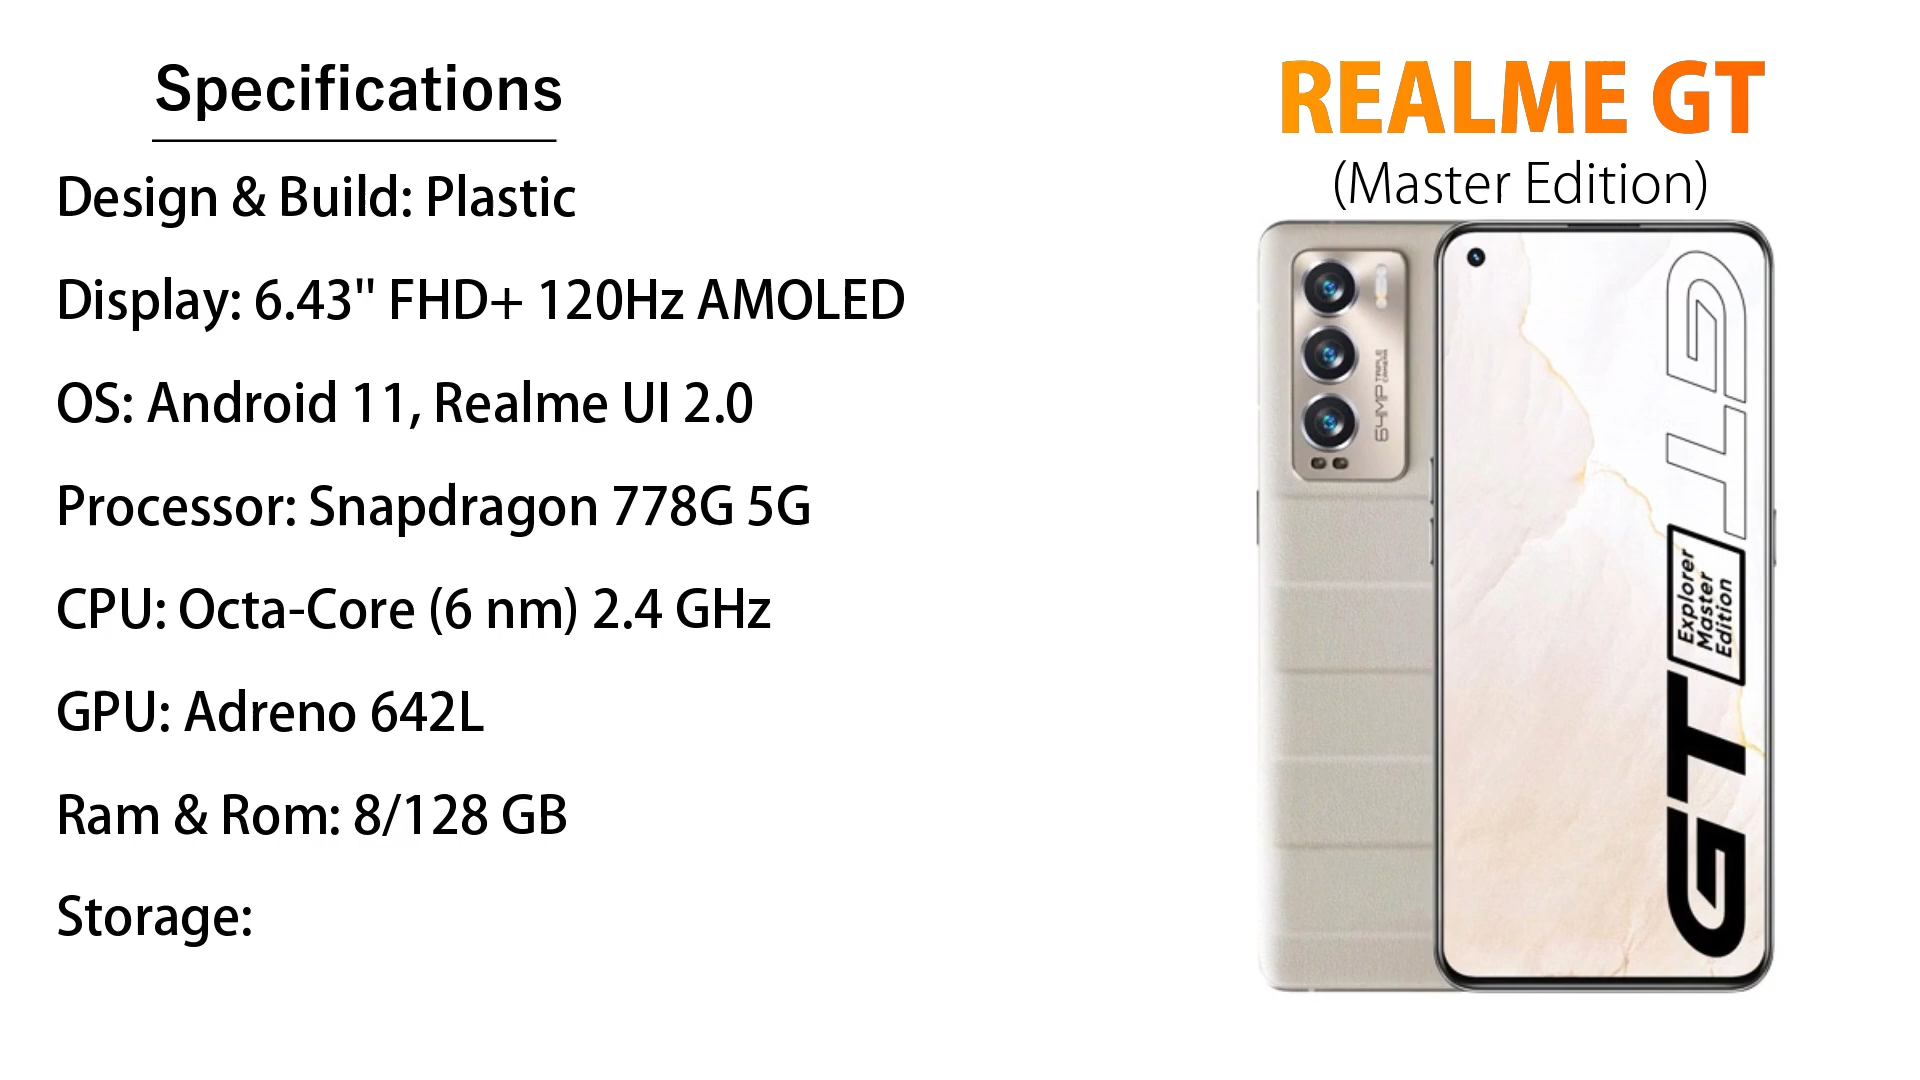 Specifications
Design & Build: Plastic
Display: 6.43" FHD+ 120Hz AMOLED
OS: Android 11, Realme UI 2.0
Processor: Snapdragon 778G 5G
CPU: Octa-Core (6 nm) 2.4 GHz
GPU: Adreno 642L
Ram & Rom: 8/128 GB
Storage:
REALME GT
(Master Edition)
64MP TRIPLE
CAMERA
GT
Explorer
Master
Edition
GT